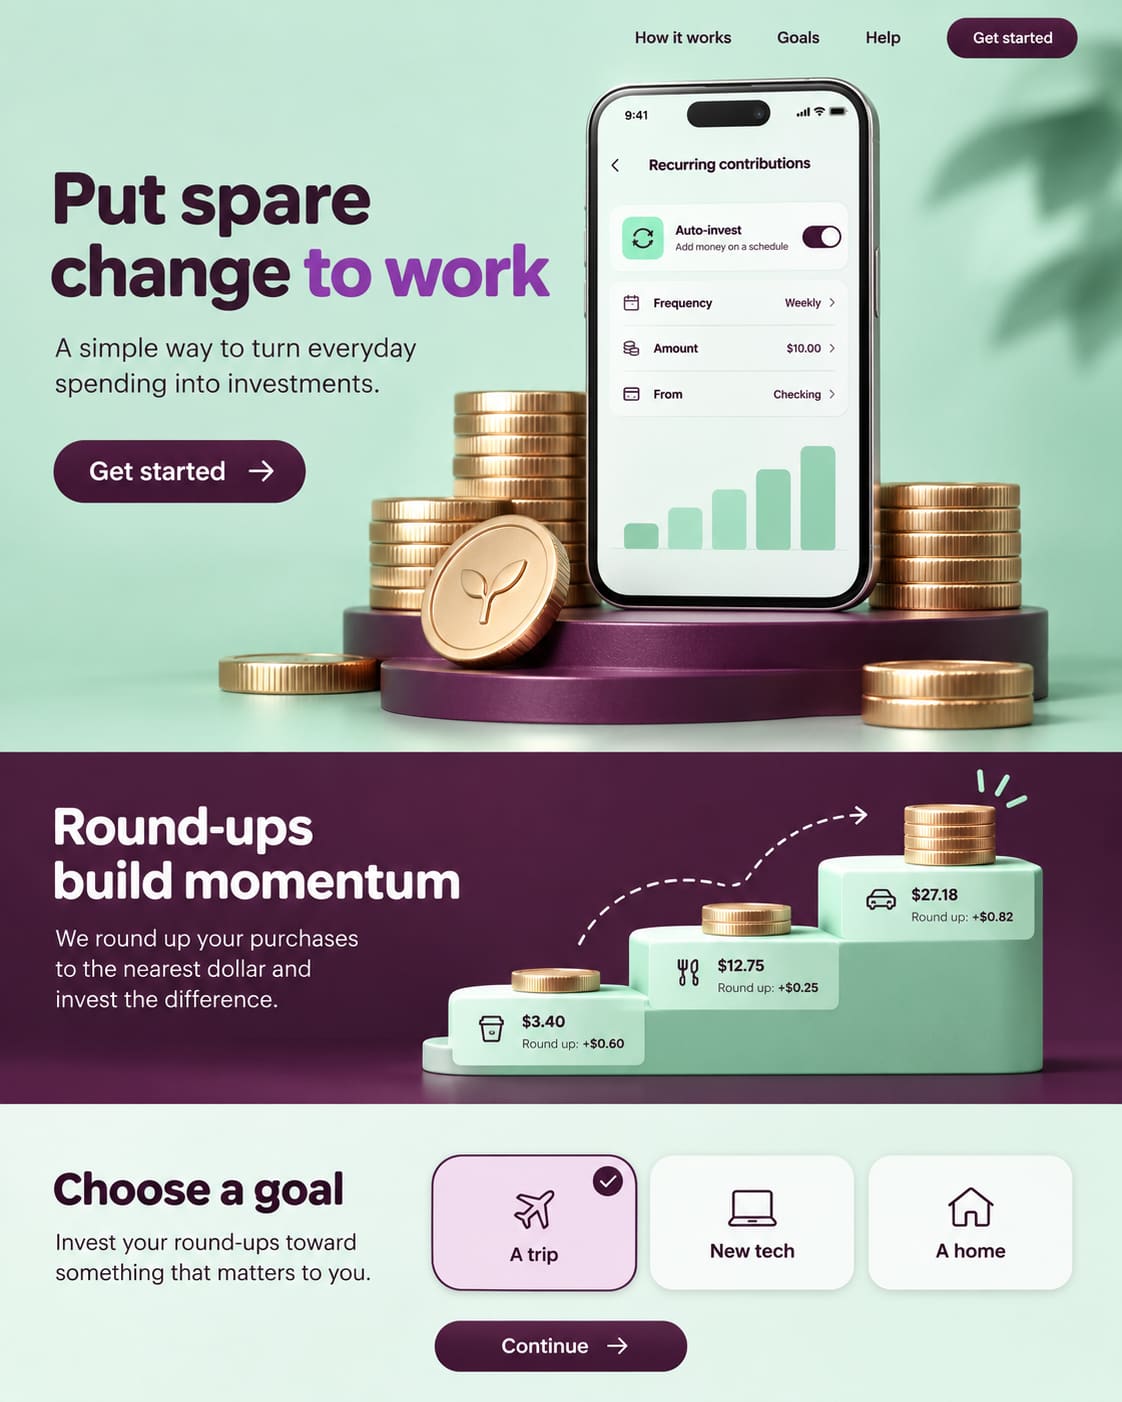 How it works
Goals
Help
Get started
Put spare
change to work
A simple way to turn everyday
spending into investments.
Get started
9:41
Recurring contributions
Auto-invest
Add money on a schedule
Frequency
Weekly
Amount
$10.00
From
Checking
Round-ups
build momentum
We round up your purchases
to the nearest dollar and
invest the difference.
$3.40
Round up: +$0.60
$12.75
Round up: +$0.25
$27.18
Round up: +$0.82
Choose a goal
Invest your round-ups toward
something that matters to you.
A trip
New tech
A home
Continue